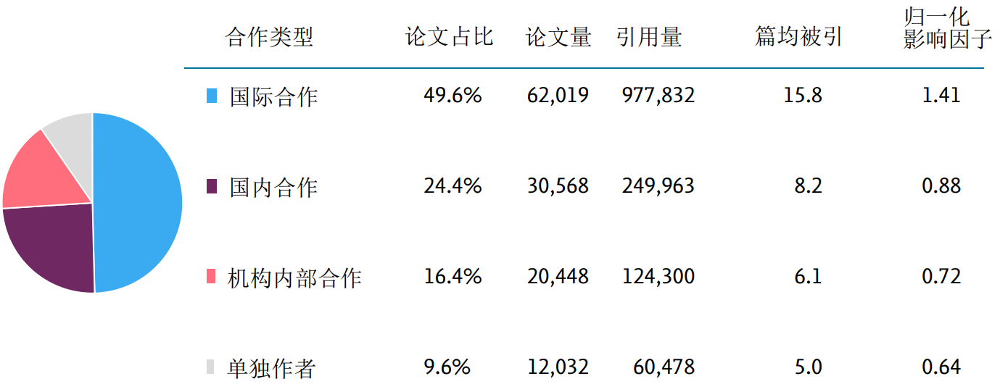 合作类型 论文占比 论文量 引用量 篇均被引 归一化
影响因子
国际合作 49.6% 62,019 977,832 15.8 1.41
国内合作 24.4% 30,568 249,963 8.2 0.88
机构内部合作 16.4% 20,448 124,300 6.1 0.72
单独作者 9.6% 12,032 60,478 5.0 0.64